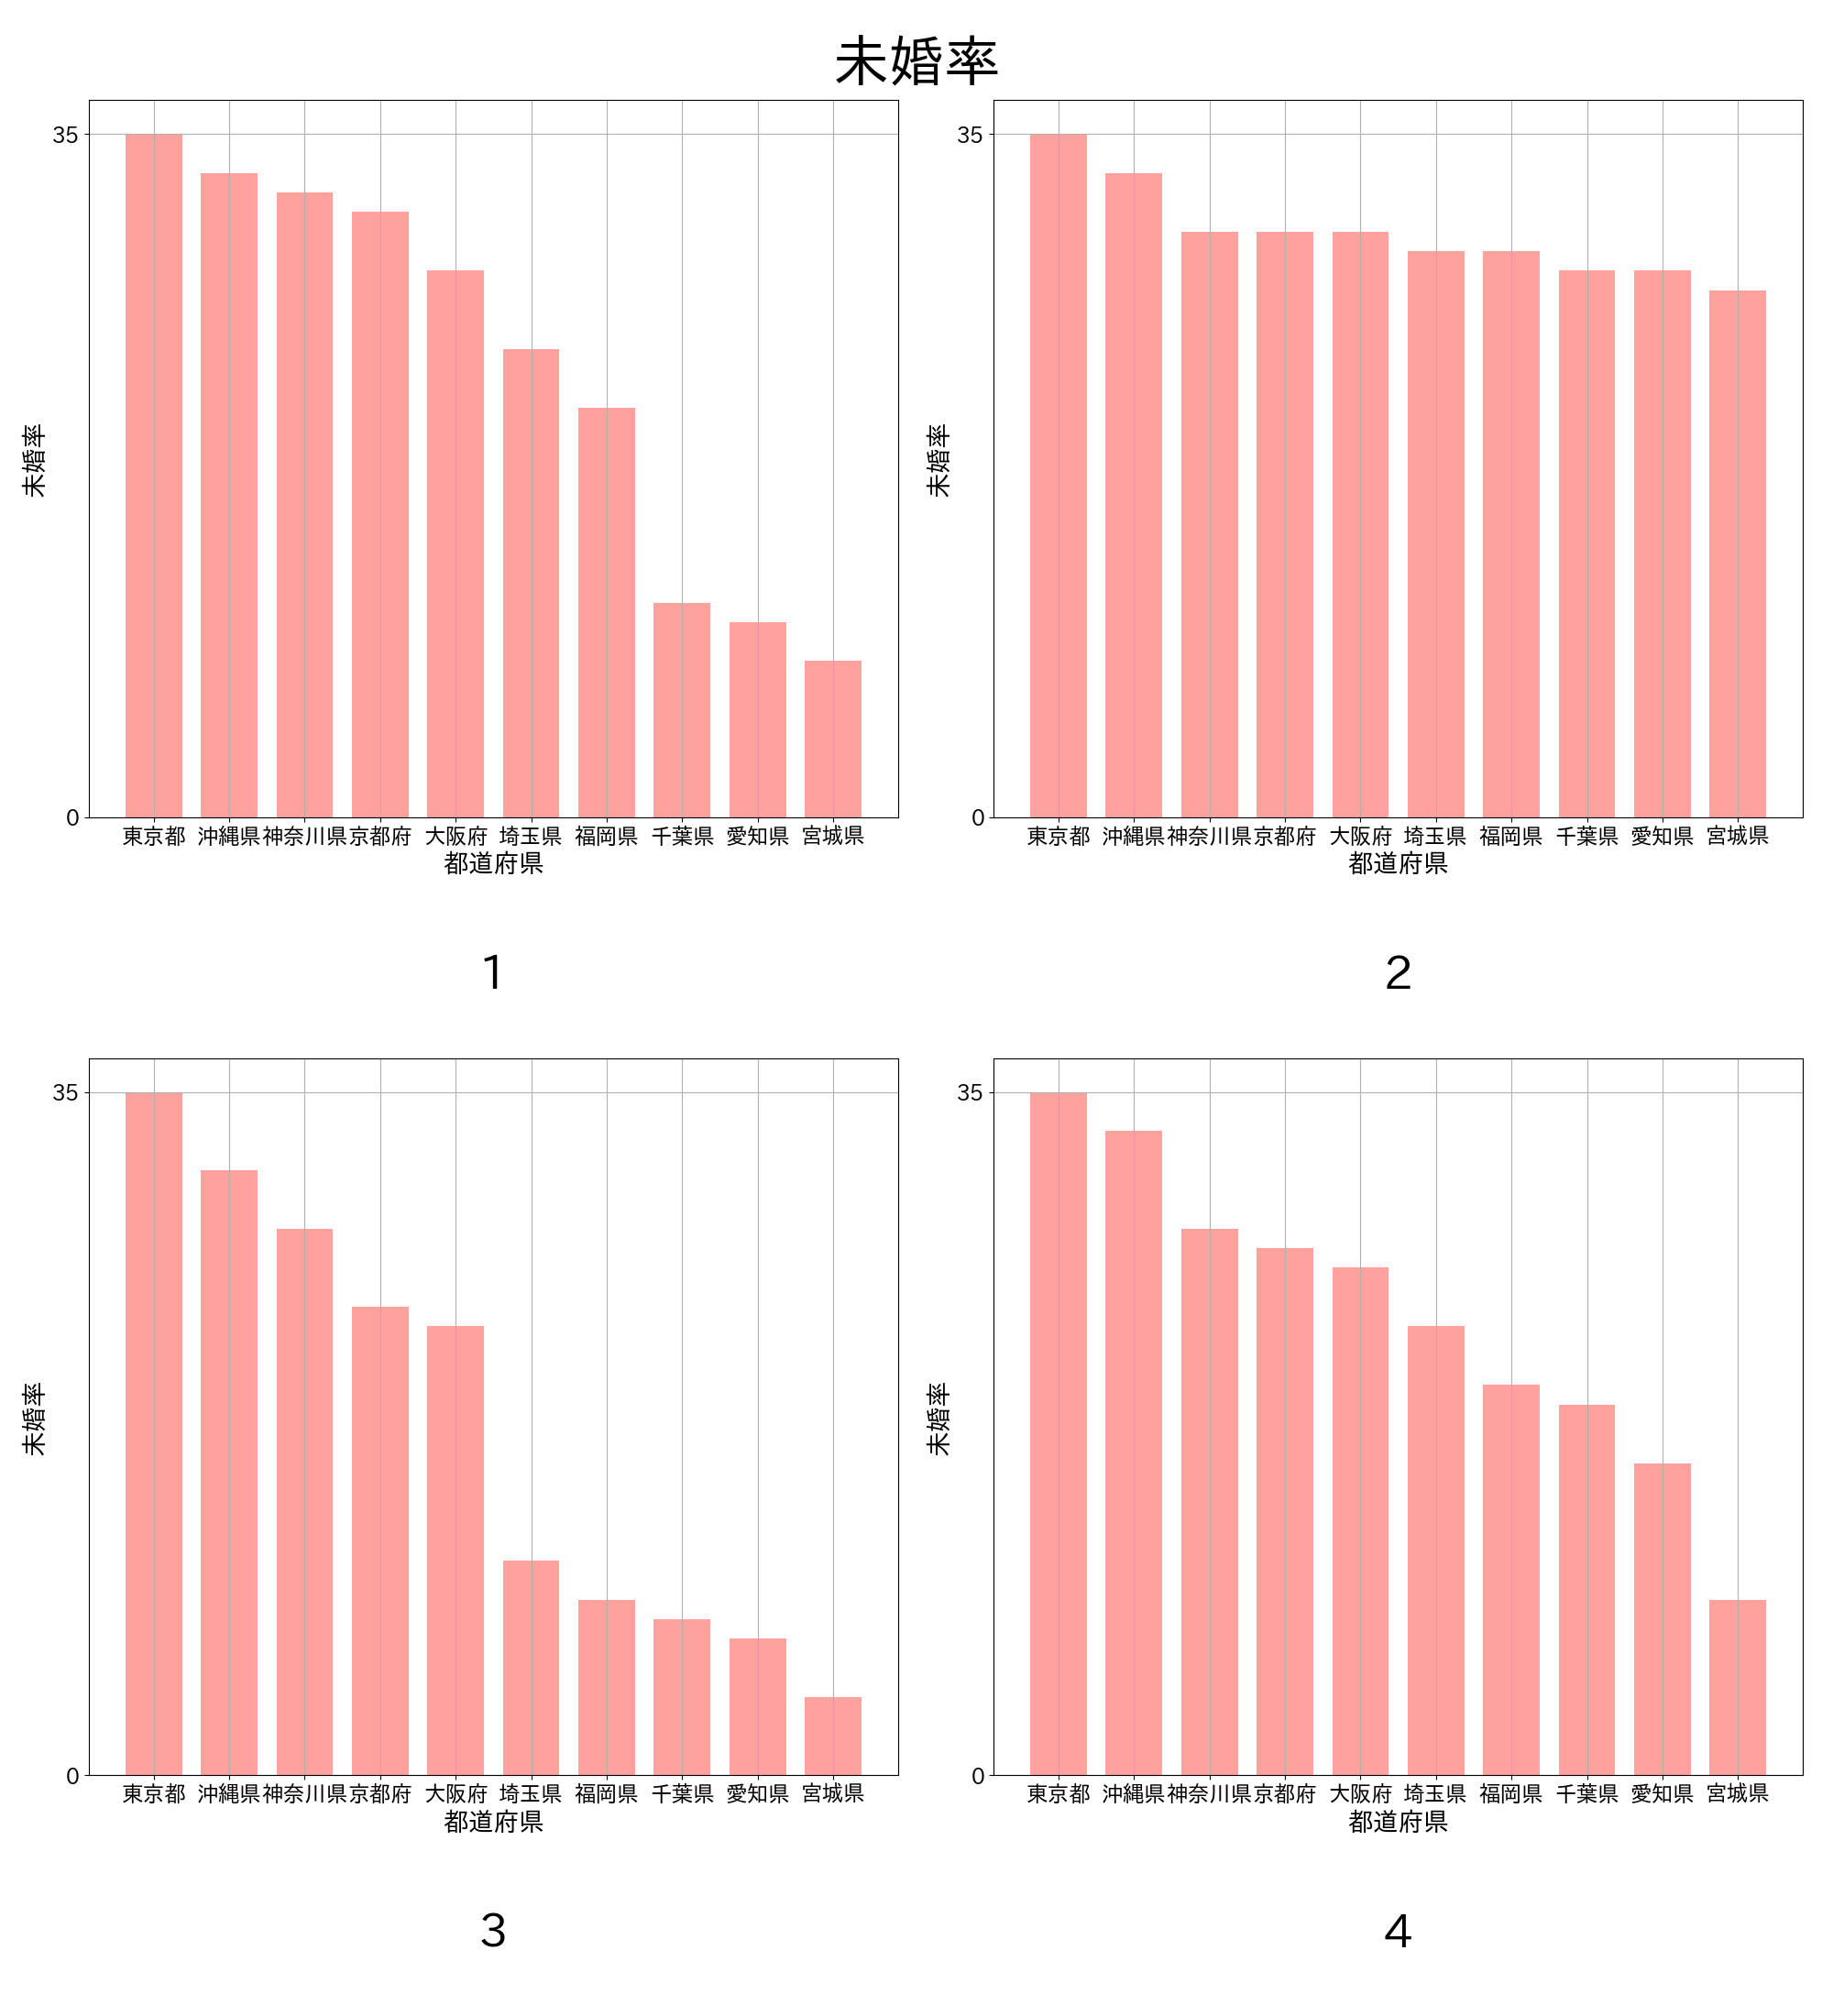 未婚率
35
0
未婚率
東京都 沖縄県 神奈川県 京都府 大阪府 埼玉県 福岡県 千葉県 愛知県 宮城県
都道府県
1
35
0
未婚率
東京都 沖縄県 神奈川県 京都府 大阪府 埼玉県 福岡県 千葉県 愛知県 宮城県
都道府県
2
35
0
未婚率
東京都 沖縄県 神奈川県 京都府 大阪府 埼玉県 福岡県 千葉県 愛知県 宮城県
都道府県
3
35
0
未婚率
東京都 沖縄県 神奈川県 京都府 大阪府 埼玉県 福岡県 千葉県 愛知県 宮城県
都道府県
4